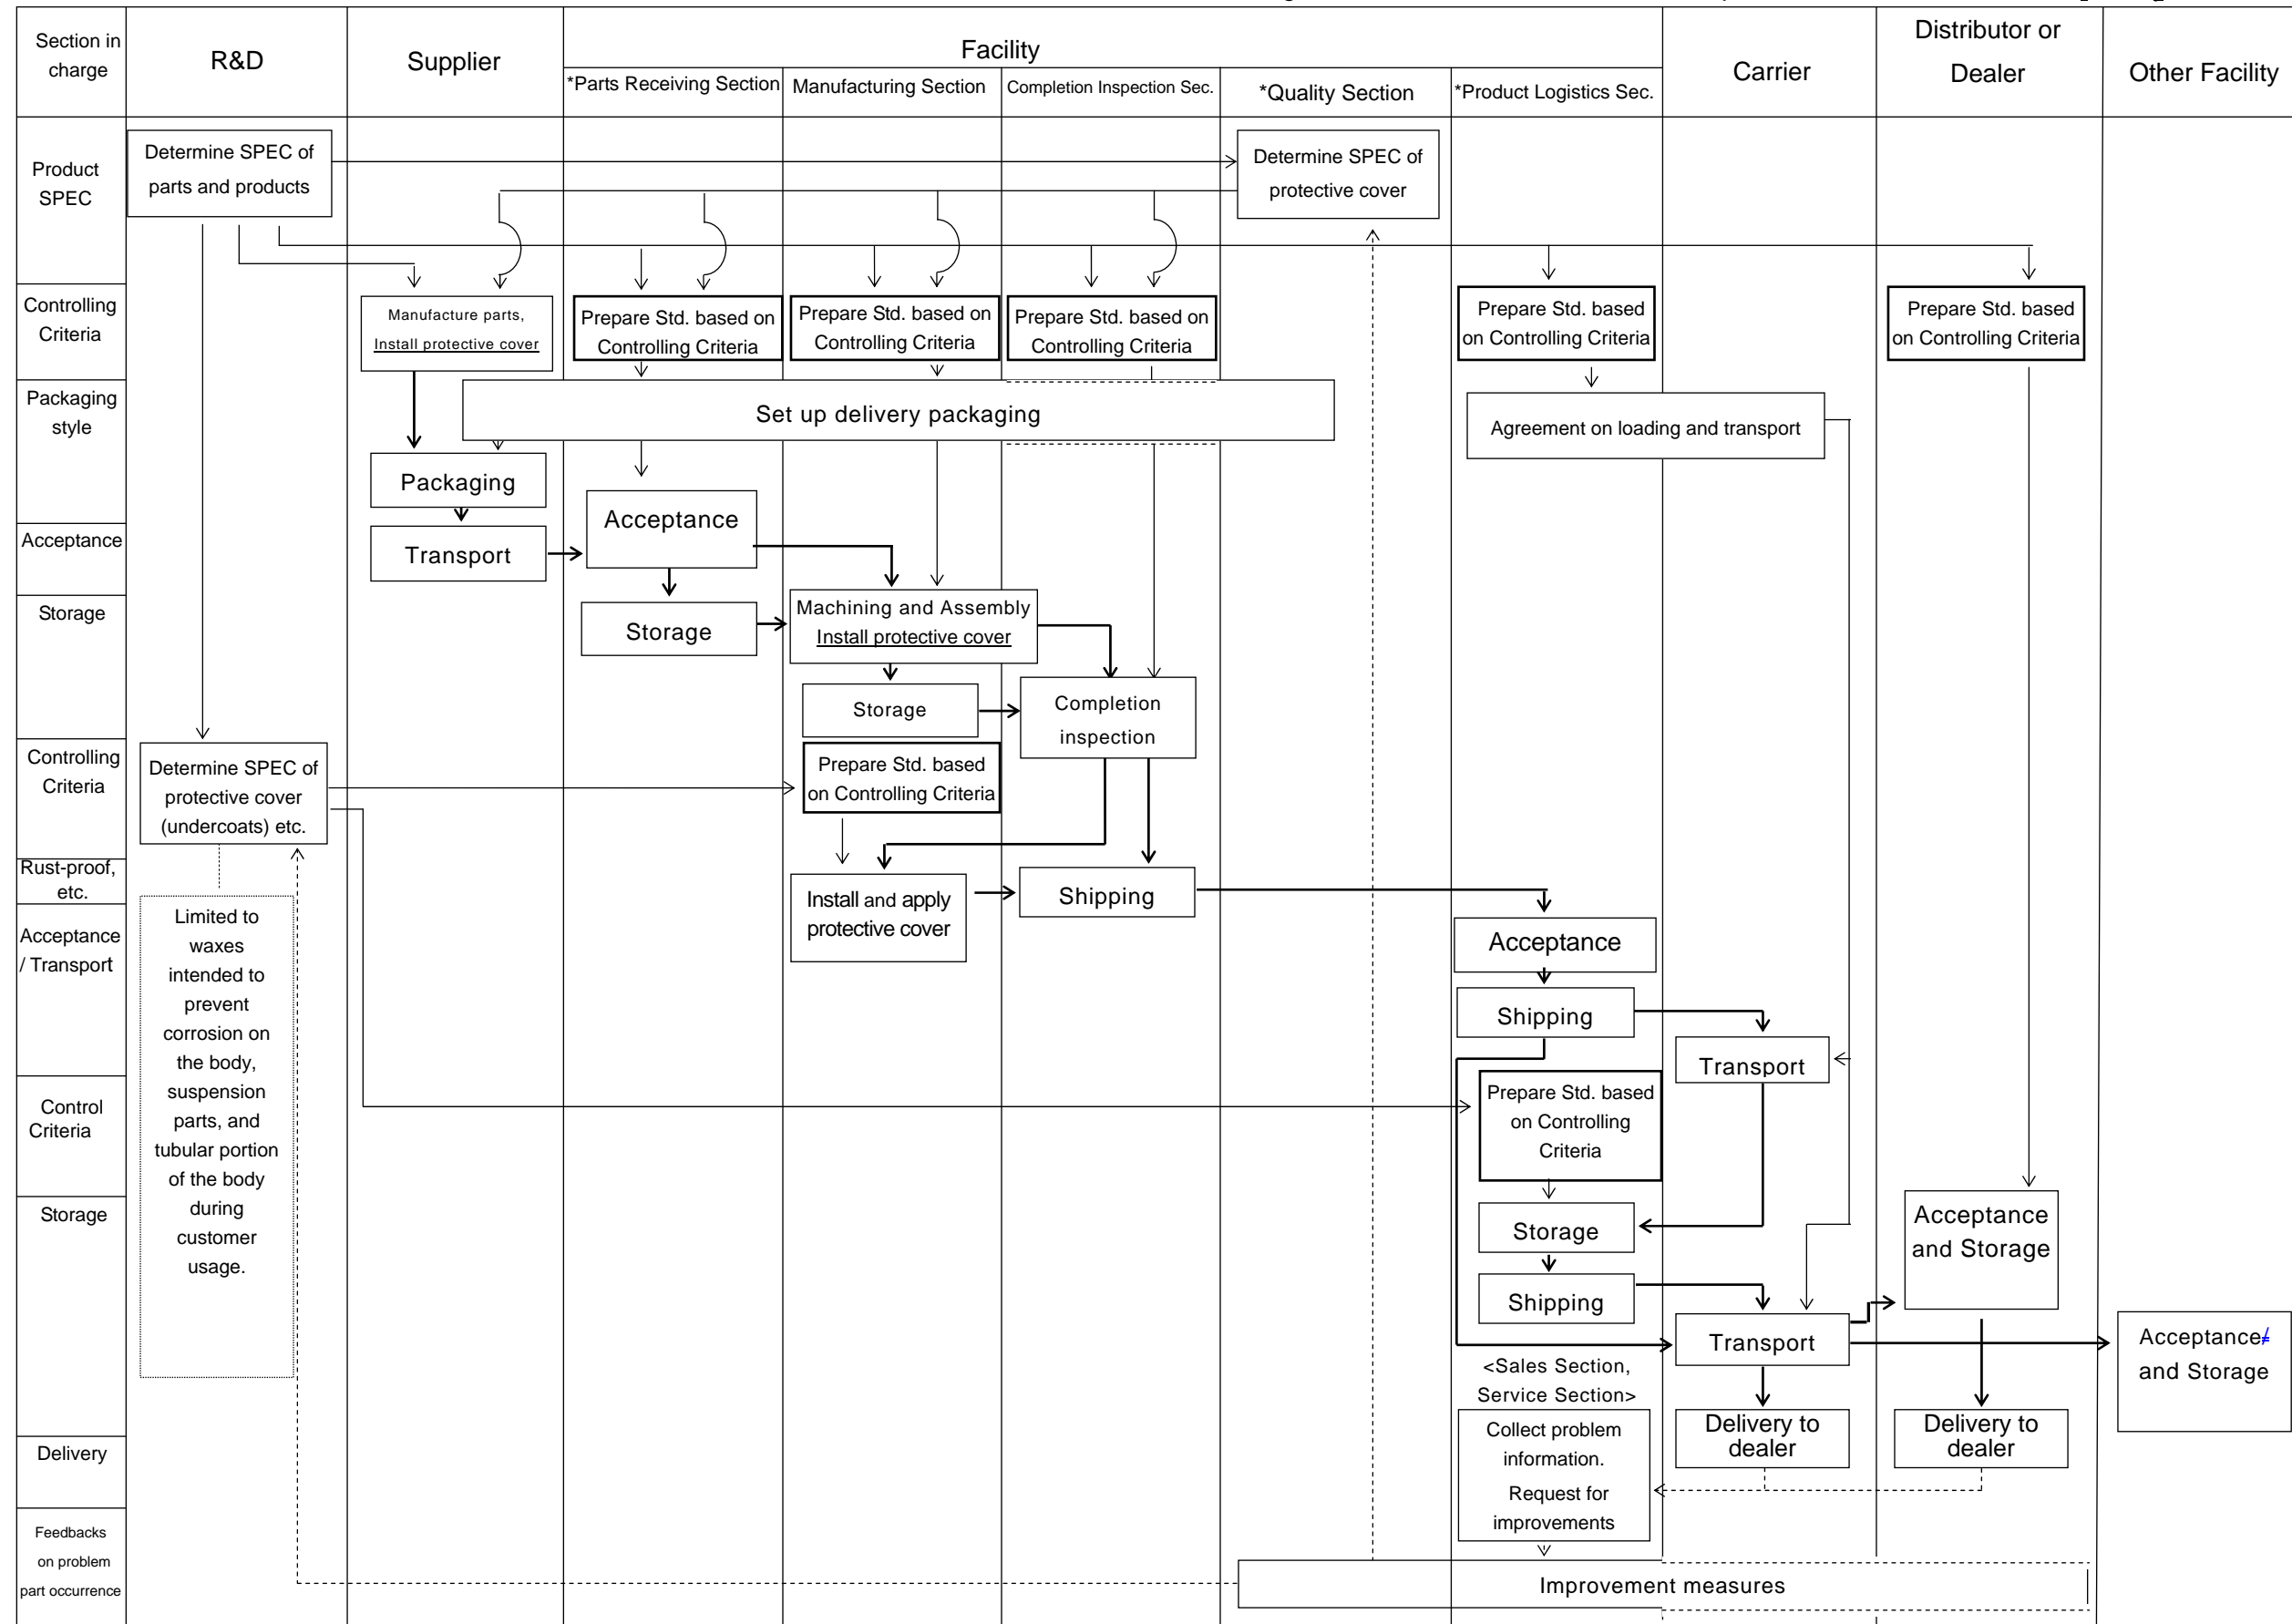 Section in
charge
R&D
Supplier
Facility
*Parts Receiving Section
Manufacturing Section
Completion Inspection Sec.
*Quality Section
*Product Logistics Sec.
Carrier
Distributor or
Dealer
Other Facility
Product
SPEC
Determine SPEC of
parts and products
Determine SPEC of
protective cover
Controlling
Criteria
Manufacture parts,
Install protective cover
Prepare Std. based on
Controlling Criteria
Prepare Std. based on
Controlling Criteria
Prepare Std. based on
Controlling Criteria
Prepare Std. based
on Controlling Criteria
Prepare Std. based
on Controlling Criteria
Packaging
style
Set up delivery packaging
Agreement on loading and transport
Packaging
Acceptance
Acceptance
Transport
Storage
Storage
Machining and Assembly
Install protective cover
Storage
Completion
inspection
Controlling
Criteria
Determine SPEC of
protective cover
(undercoats) etc.
Prepare Std. based
on Controlling Criteria
Rust-proof,
etc.
Install and apply
protective cover
Shipping
Limited to
waxes
intended to
prevent
corrosion on
the body,
suspension
parts, and
tubular portion
of the body
during
customer
usage.
Acceptance
/ Transport
Acceptance
Shipping
Transport
Control
Criteria
Prepare Std. based
on Controlling
Criteria
Storage
Storage
Acceptance
and Storage
Shipping
Transport
Acceptance/
and Storage
<Sales Section,
Service Section>
Collect problem
information.
Request for
improvements
Delivery to
dealer
Delivery to
dealer
Delivery
Feedbacks
on problem
part occurrence
Improvement measures